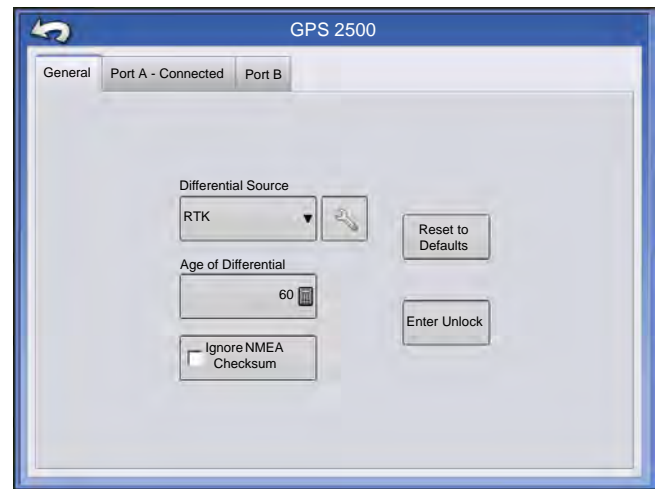 GPS 2500
General
Port A - Connected
Port B
Differential Source
RTK
Reset to
Defaults
Age of Differential
60
Enter Unlock
Ignore NMEA
Checksum